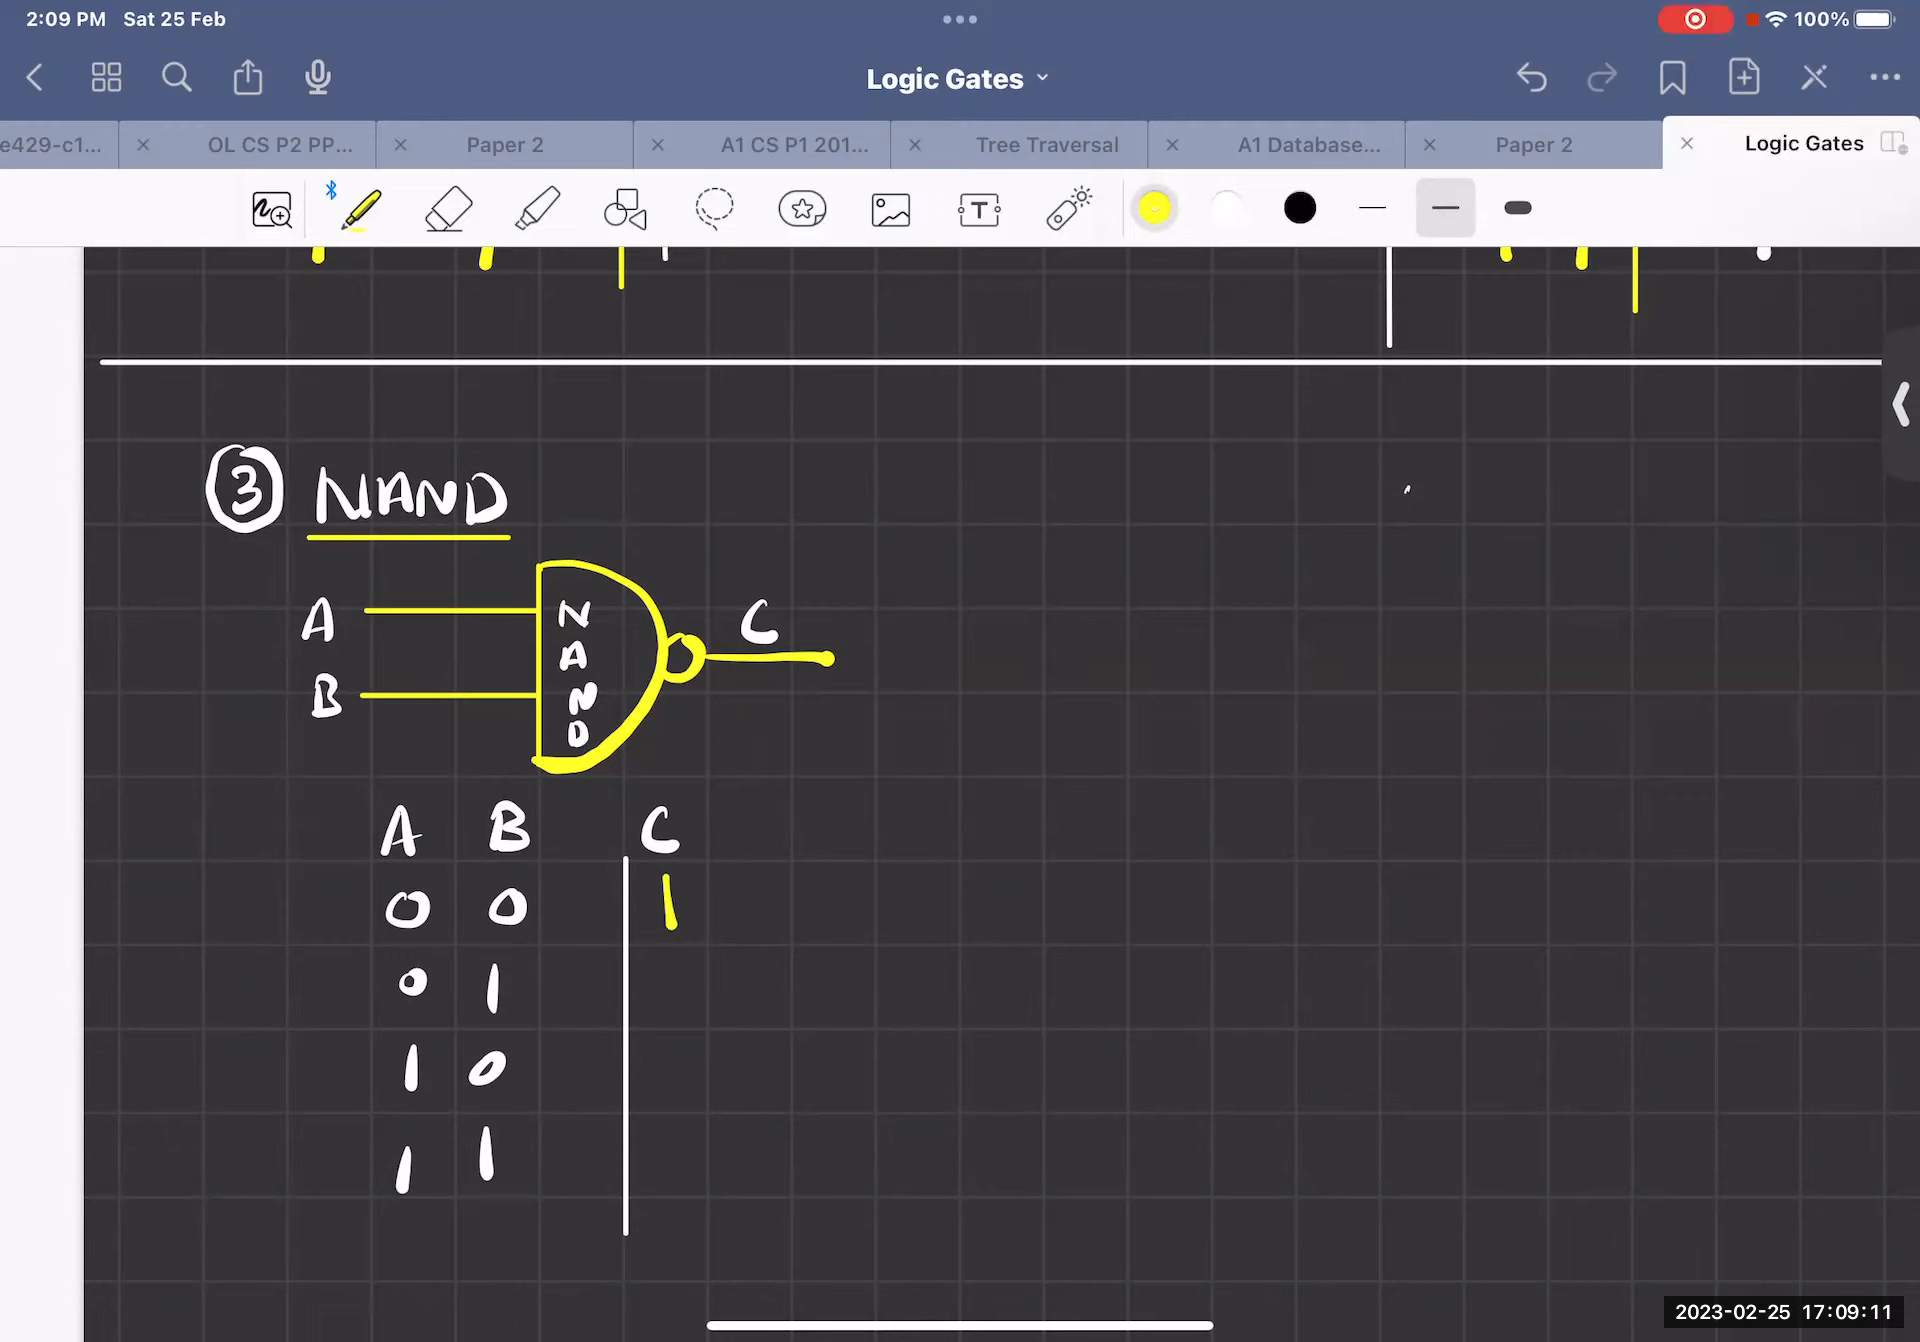 2:09 PM Sat 25 Feb
100%
Logic Gates
e429-c1...
OL CS P2 PP...
Paper 2
A1 CS P1 201...
Tree Traversal
A1 Database...
Paper 2
Logic Gates
T
3 NAND
A
B
N
A
N
D
C
A B C
0 0 1
0 1
1 0
1 1
2023-02-25 17:09:11